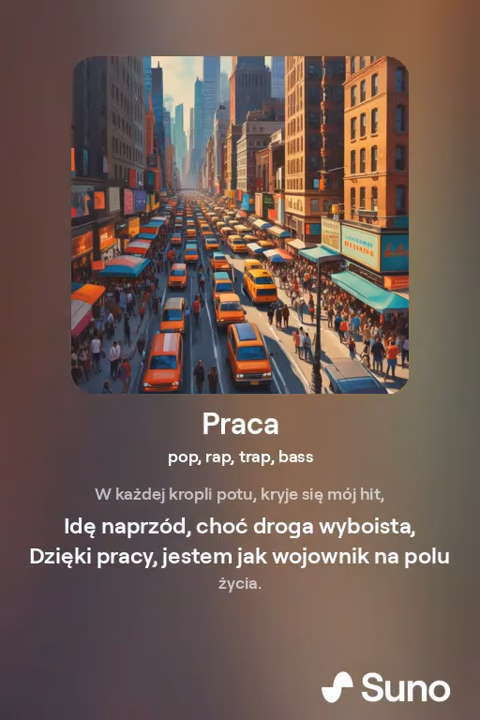 Praca
pop, rap, trap, bass
W każdej kropli potu, kryje się mój hit,
Idę naprzód, choć droga wyboista,
Dzięki pracy, jestem jak wojownik na polu
życia.
Suno